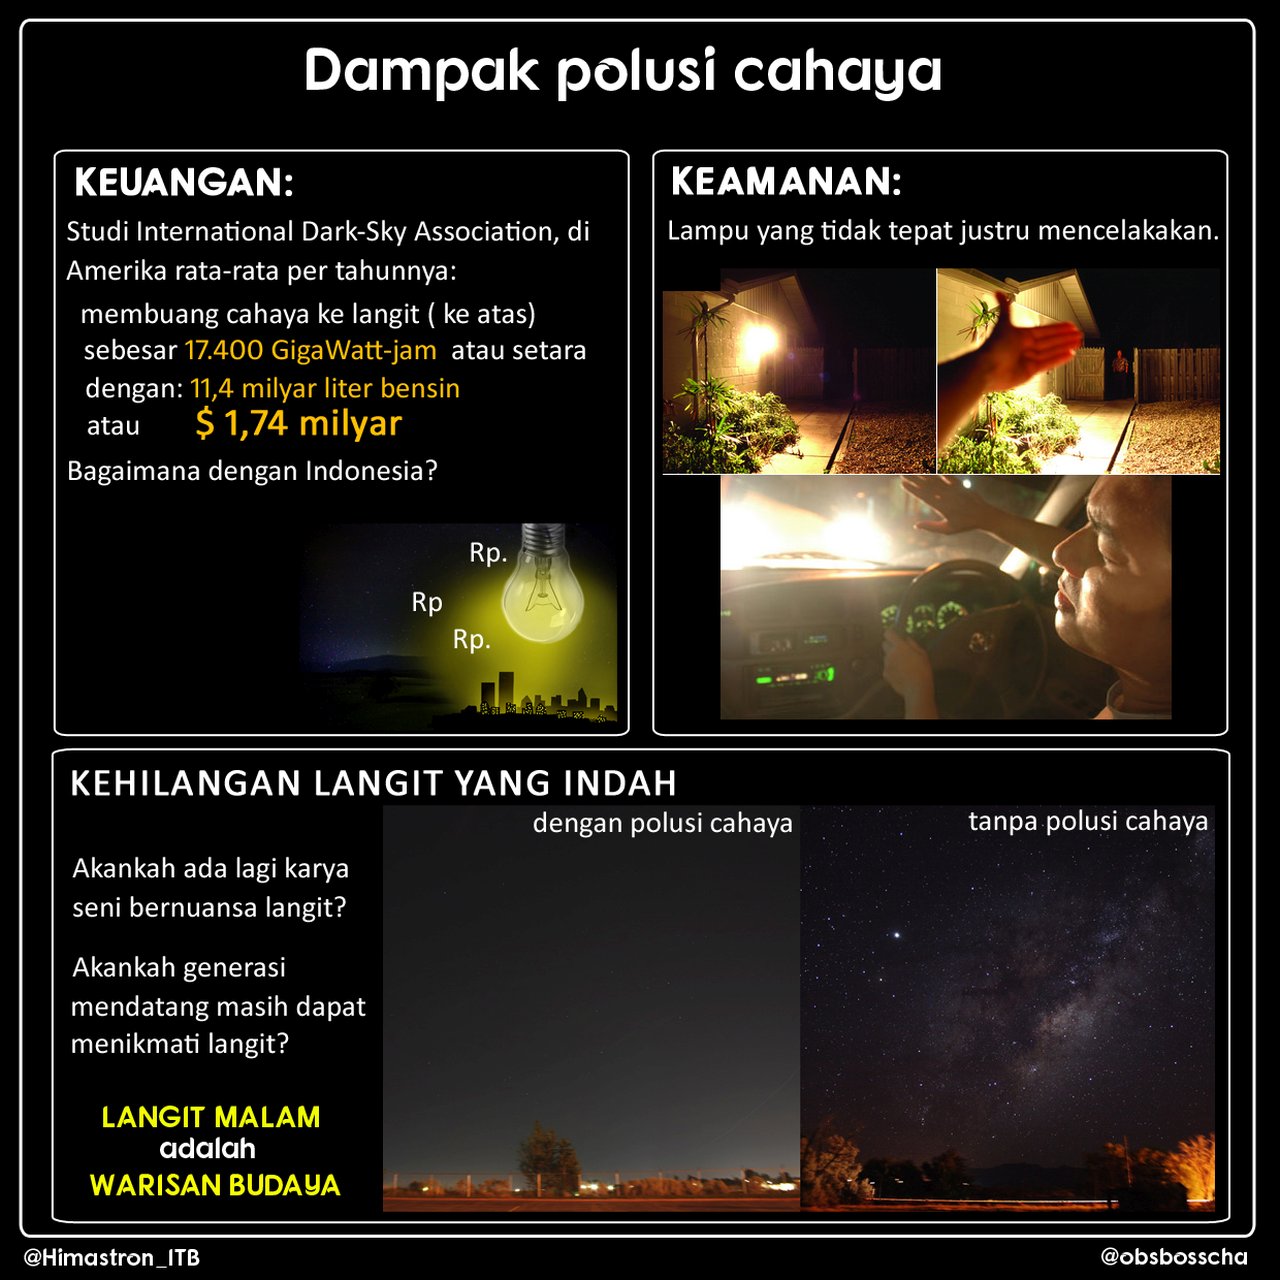 Dampak polusi cahaya
KEUANGAN:
Studi International Dark-Sky Association, di
Amerika rata-rata per tahunnya:
membuang cahaya ke langit ( ke atas)
sebesar 17.400 GigaWatt-jam atau setara
dengan: 11,4 milyar liter bensin
atau $ 1,74 milyar
Bagaimana dengan Indonesia?
Rp.
Rp
Rp.
KEAMANAN:
Lampu yang tidak tepat justru mencelakakan.
KEHILANGAN LANGIT YANG INDAH
dengan polusi cahaya
tanpa polusi cahaya
Akankah ada lagi karya
seni bernuansa langit?
Akankah generasi
mendatang masih dapat
menikmati langit?
LANGIT MALAM
adalah
WARISAN BUDAYA
@Himastron_ITB
@obsbosscha